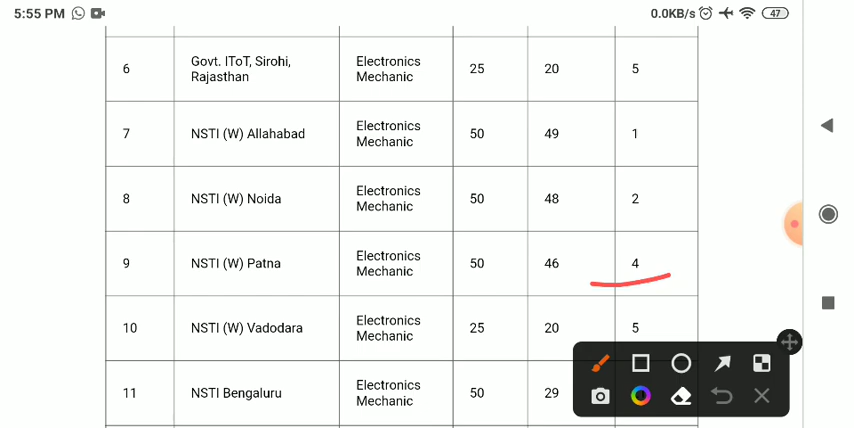 5:55 PM
0.0KB/s
47
6
Govt. IToT, Sirohi,
Rajasthan
Electronics
Mechanic
25
20
5
7
NSTI (W) Allahabad
Electronics
Mechanic
50
49
1
8
NSTI (W) Noida
Electronics
Mechanic
50
48
2
9
NSTI (W) Patna
Electronics
Mechanic
50
46
4
10
NSTI (W) Vadodara
Electronics
Mechanic
25
20
5
11
NSTI Bengaluru
Electronics
Mechanic
50
29